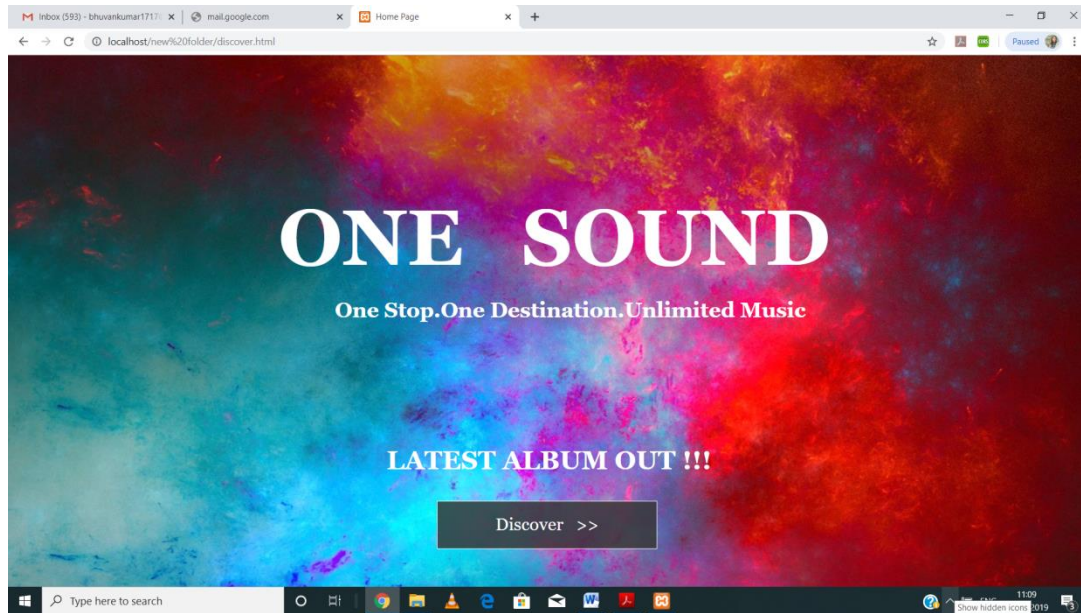 Inbox (593) - bhuvankumar1717
mail.google.com
Home Page
localhost/new%20folder/discover.html
Paused
ONE SOUND
One Stop.One Destination.Unlimited Music
LATEST ALBUM OUT !!!
Discover >>
Type here to search
11:09
Show hidden icons
2019